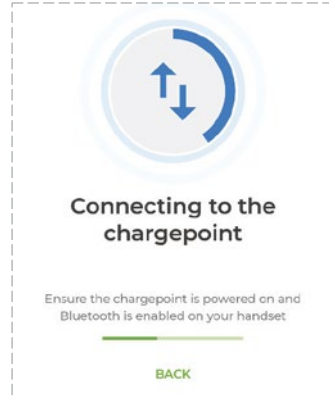 Connecting to the
chargepoint
Ensure the chargepoint is powered on and
Bluetooth is enabled on your handset
BACK